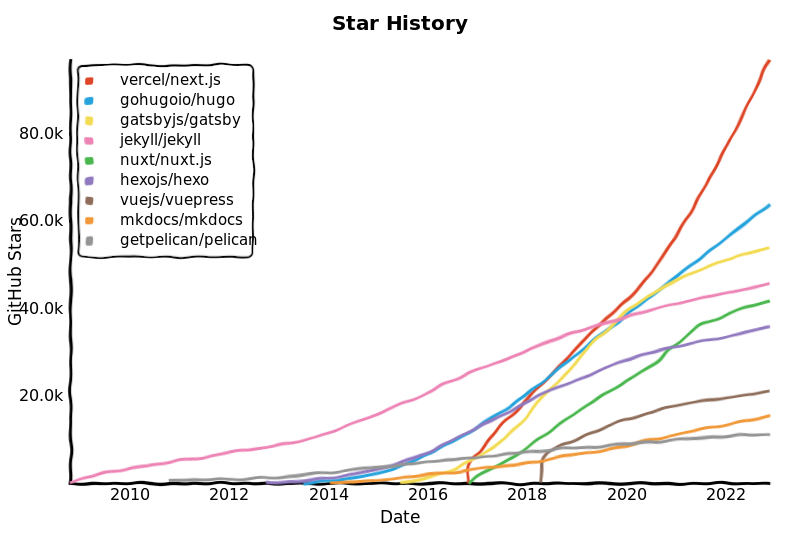 Star History
vercel/next.js
gohugoio/hugo
gatsbyjs/gatsby
jekyll/jekyll
nuxt/nuxt.js
hexojs/hexo
vuejs/vuepress
mkdocs/mkdocs
getpelican/pelican
GitHub Stars
80.0k
60.0k
40.0k
20.0k
2010 2012 2014 2016 2018 2020 2022
Date